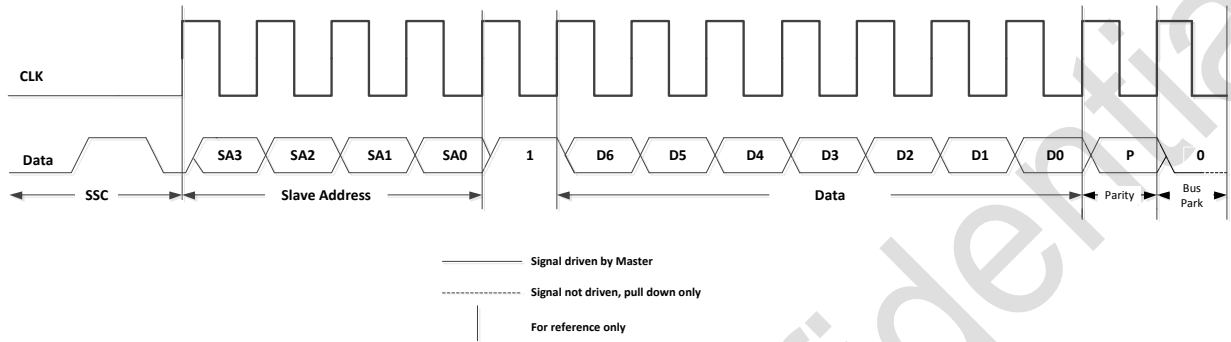 CLK
Data SA3 SA2 SA1 SA0 1 D6 D5 D4 D3 D2 D1 D0 P 0
SSC Slave Address Data Parity Bus
Park
Signal driven by Master
Signal not driven, pull down only
For reference only